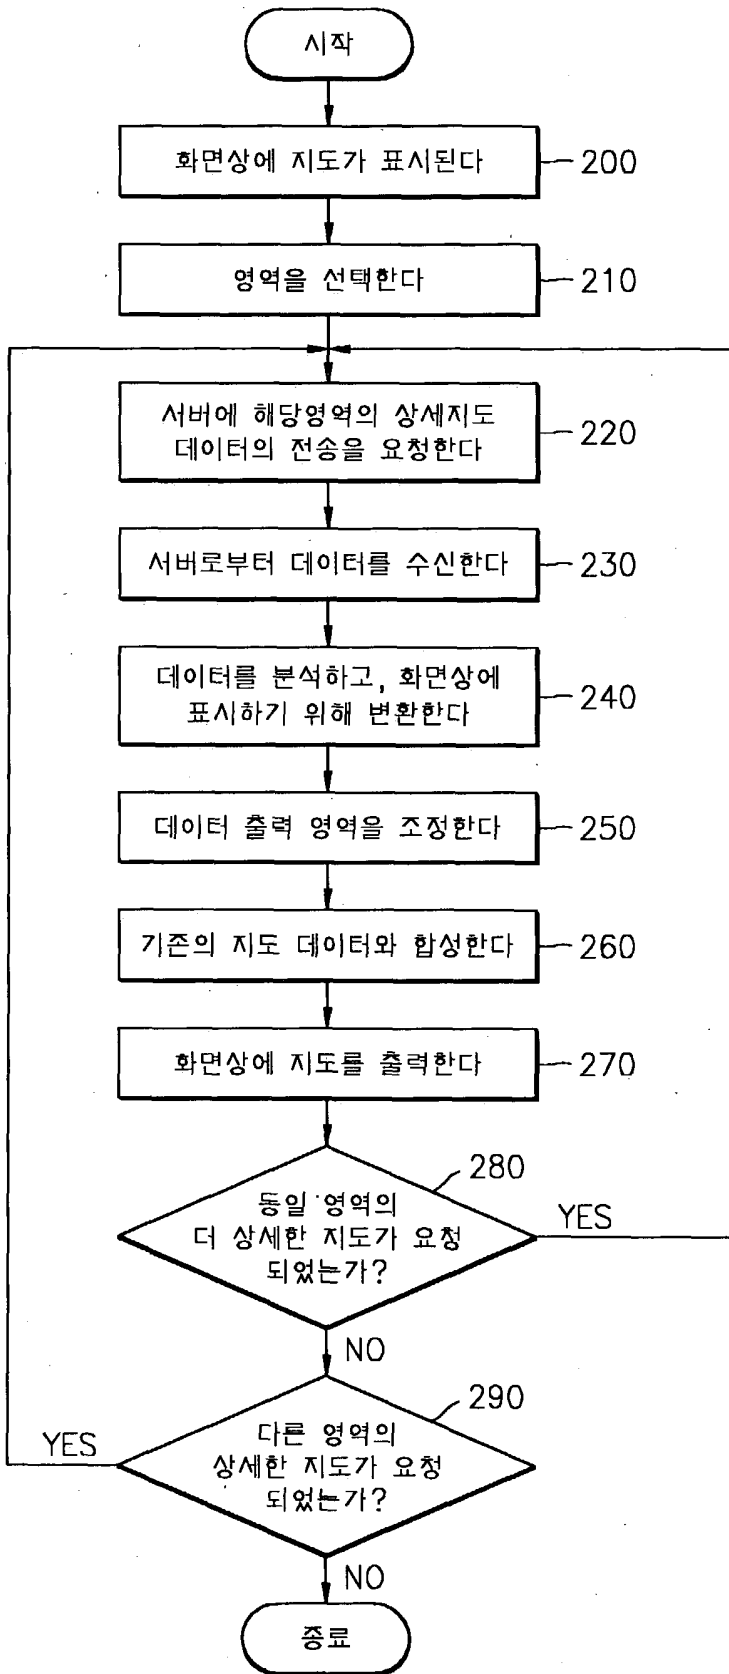 시작
화면상에 지도가 표시된다
200
영역을 선택한다
210
서버에 해당영역의 상세지도
데이터의 전송을 요청한다
220
서버로부터 데이터를 수신한다
230
데이터를 분석하고, 화면상에
표시하기 위해 변환한다
240
데이터 출력 영역을 조정한다
250
기존의 지도 데이터와 합성한다
260
화면상에 지도를 출력한다
270
280
동일 영역의
더 상세한 지도가 요청
되었는가?
YES
NO
290
다른 영역의
상세한 지도가 요청
되었는가?
YES
NO
종료